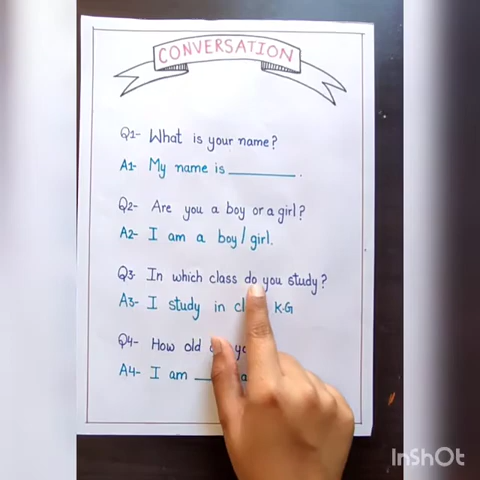 CONVERSATION
Q1- What is your name?
A1- My name is ________.
Q2- Are you a boy or a girl?
A2- I am a boy/girl.
Q3- In which class do you study?
A3- I study in K.G
Q4- How old
A4- I am
InShOt